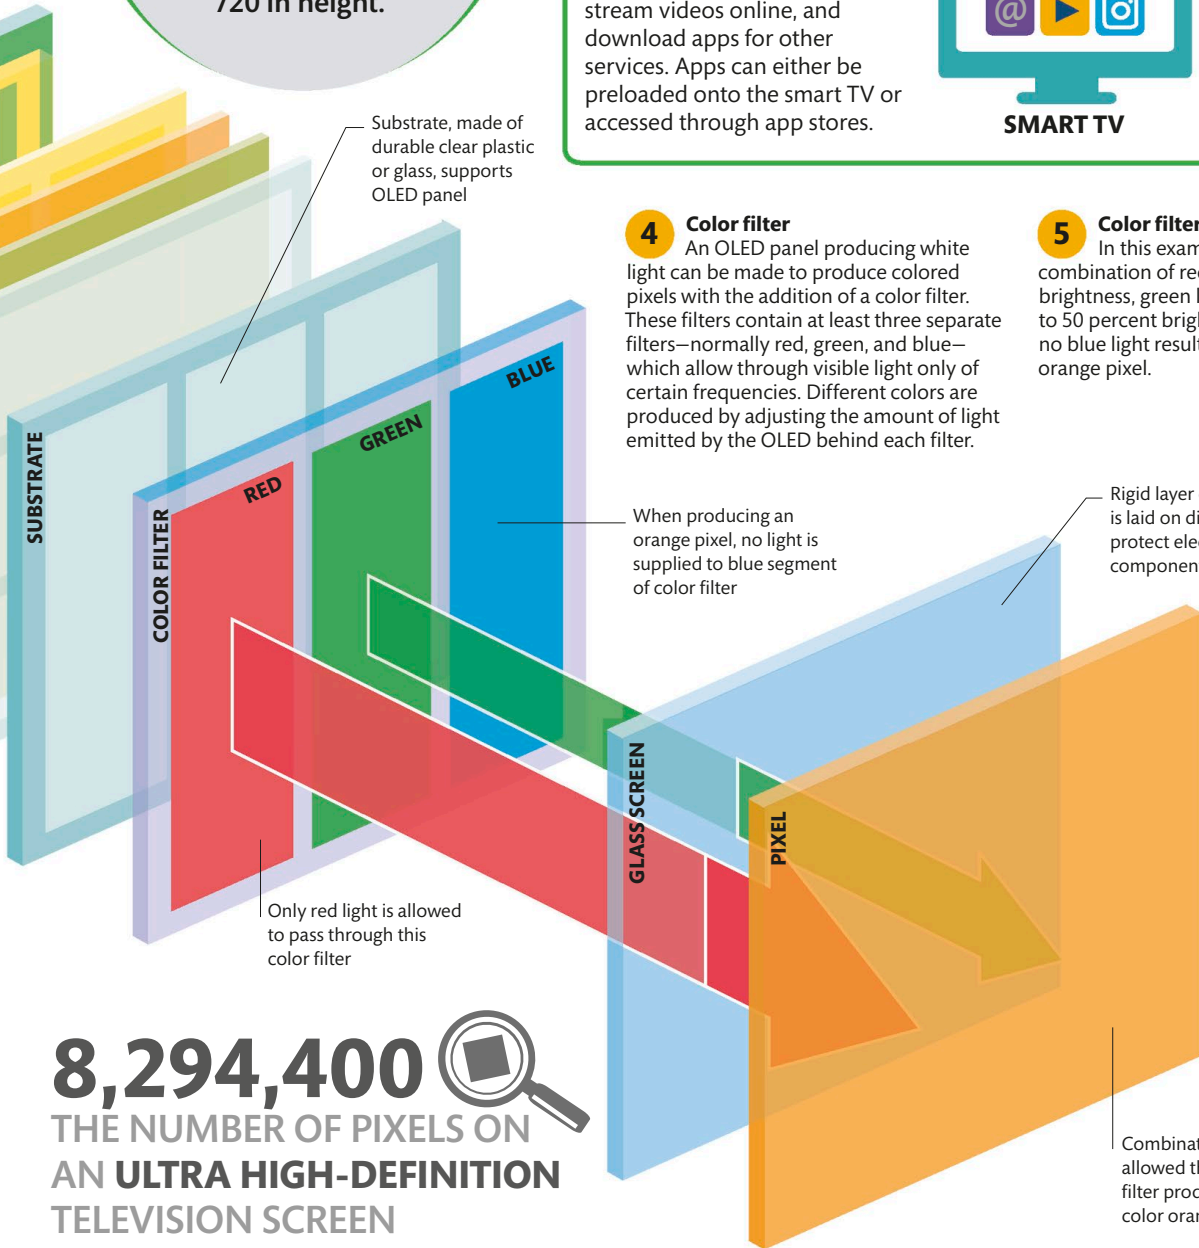 720 in height.
stream videos online, and
download apps for other
services. Apps can either be
preloaded onto the smart TV or
accessed through app stores.
@
SMART TV
Substrate, made of
durable clear plastic
or glass, supports
OLED panel
4 Color filter
An OLED panel producing white
light can be made to produce colored
pixels with the addition of a color filter.
These filters contain at least three separate
filters—normally red, green, and blue—
which allow through visible light only of
certain frequencies. Different colors are
produced by adjusting the amount of light
emitted by the OLED behind each filter.
5 Color filter
In this
combination of
brightness, green
to 50 percent
no blue light
orange pixel.
SUBSTRATE
COLOR FILTER
RED
GREEN
BLUE
When producing an
orange pixel, no light is
supplied to blue segment
of color filter
Rigid layer
is laid on
protect
GLASS SCREEN
PIXEL
Only red light is allowed
to pass through this
color filter
8,294,400
THE NUMBER OF PIXELS ON
AN ULTRA HIGH-DEFINITION
TELEVISION SCREEN
allowed
filter
color